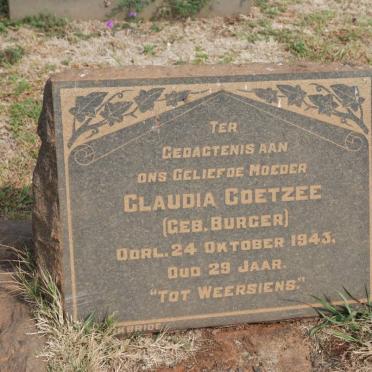 TER
GEDAGTENIS AAN
ONS GELIEFDE MOEDER
CLAUDIA COETZEE
(GEB. BURGER)
OORL. 24 OKTOBER 1943.
OUD 29 JAAR.
"TOT WEERSIENS."